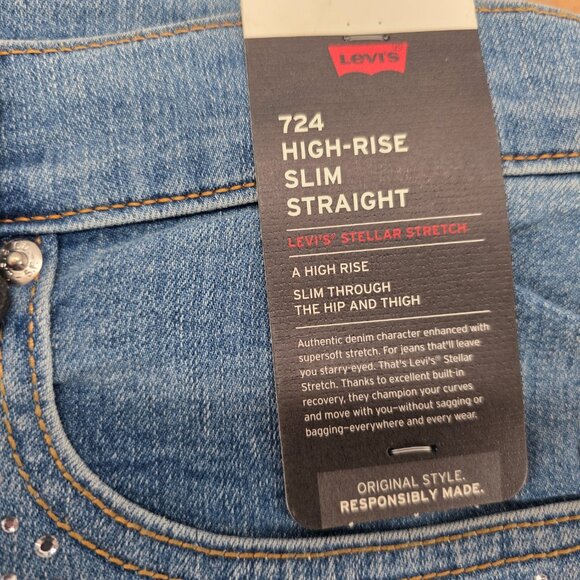 Levi's®
724
HIGH-RISE
SLIM
STRAIGHT
LEVI'S® STELLAR STRETCH
A HIGH RISE
SLIM THROUGH
THE HIP AND THIGH
Authentic denim character enhanced with
supersoft stretch. For jeans that'll leave
you starry-eyed. That's Levi's® Stellar
Stretch. Thanks to excellent built-in
recovery, they champion your curves
and move with you—without sagging or
bagging—everywhere and every wear.
ORIGINAL STYLE.
RESPONSIBLY MADE.